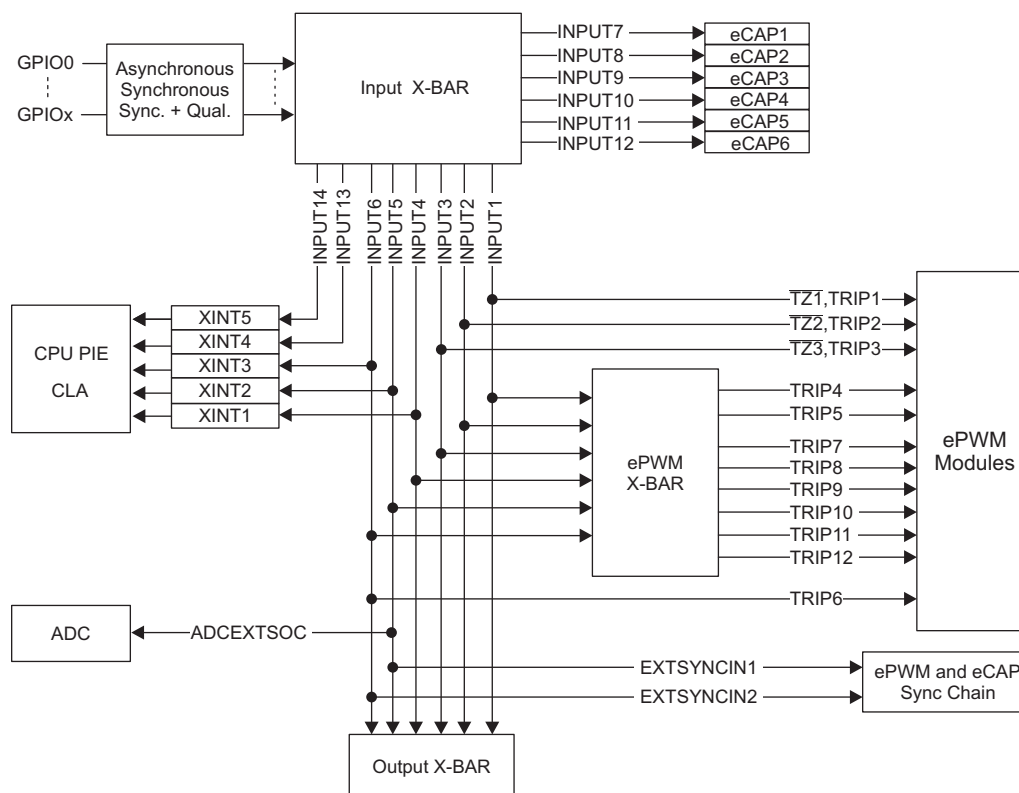 GPIO0
GPIOx
Asynchronous
Synchronous
Sync. + Qual.
Input X-BAR
INPUT7
INPUT8
INPUT9
INPUT10
INPUT11
INPUT12
eCAP1
eCAP2
eCAP3
eCAP4
eCAP5
eCAP6
INPUT14
INPUT13
INPUT6
INPUT5
INPUT4
INPUT3
INPUT2
INPUT1
CPU PIE
CLA
XINT5
XINT4
XINT3
XINT2
XINT1
TZ1,TRIP1
TZ2,TRIP2
TZ3,TRIP3
ePWM
X-BAR
TRIP4
TRIP5
TRIP7
TRIP8
TRIP9
TRIP10
TRIP11
TRIP12
TRIP6
ePWM
Modules
ADC
ADCEXTSOC
EXTSYNCIN1
EXTSYNCIN2
ePWM and eCAP
Sync Chain
Output X-BAR